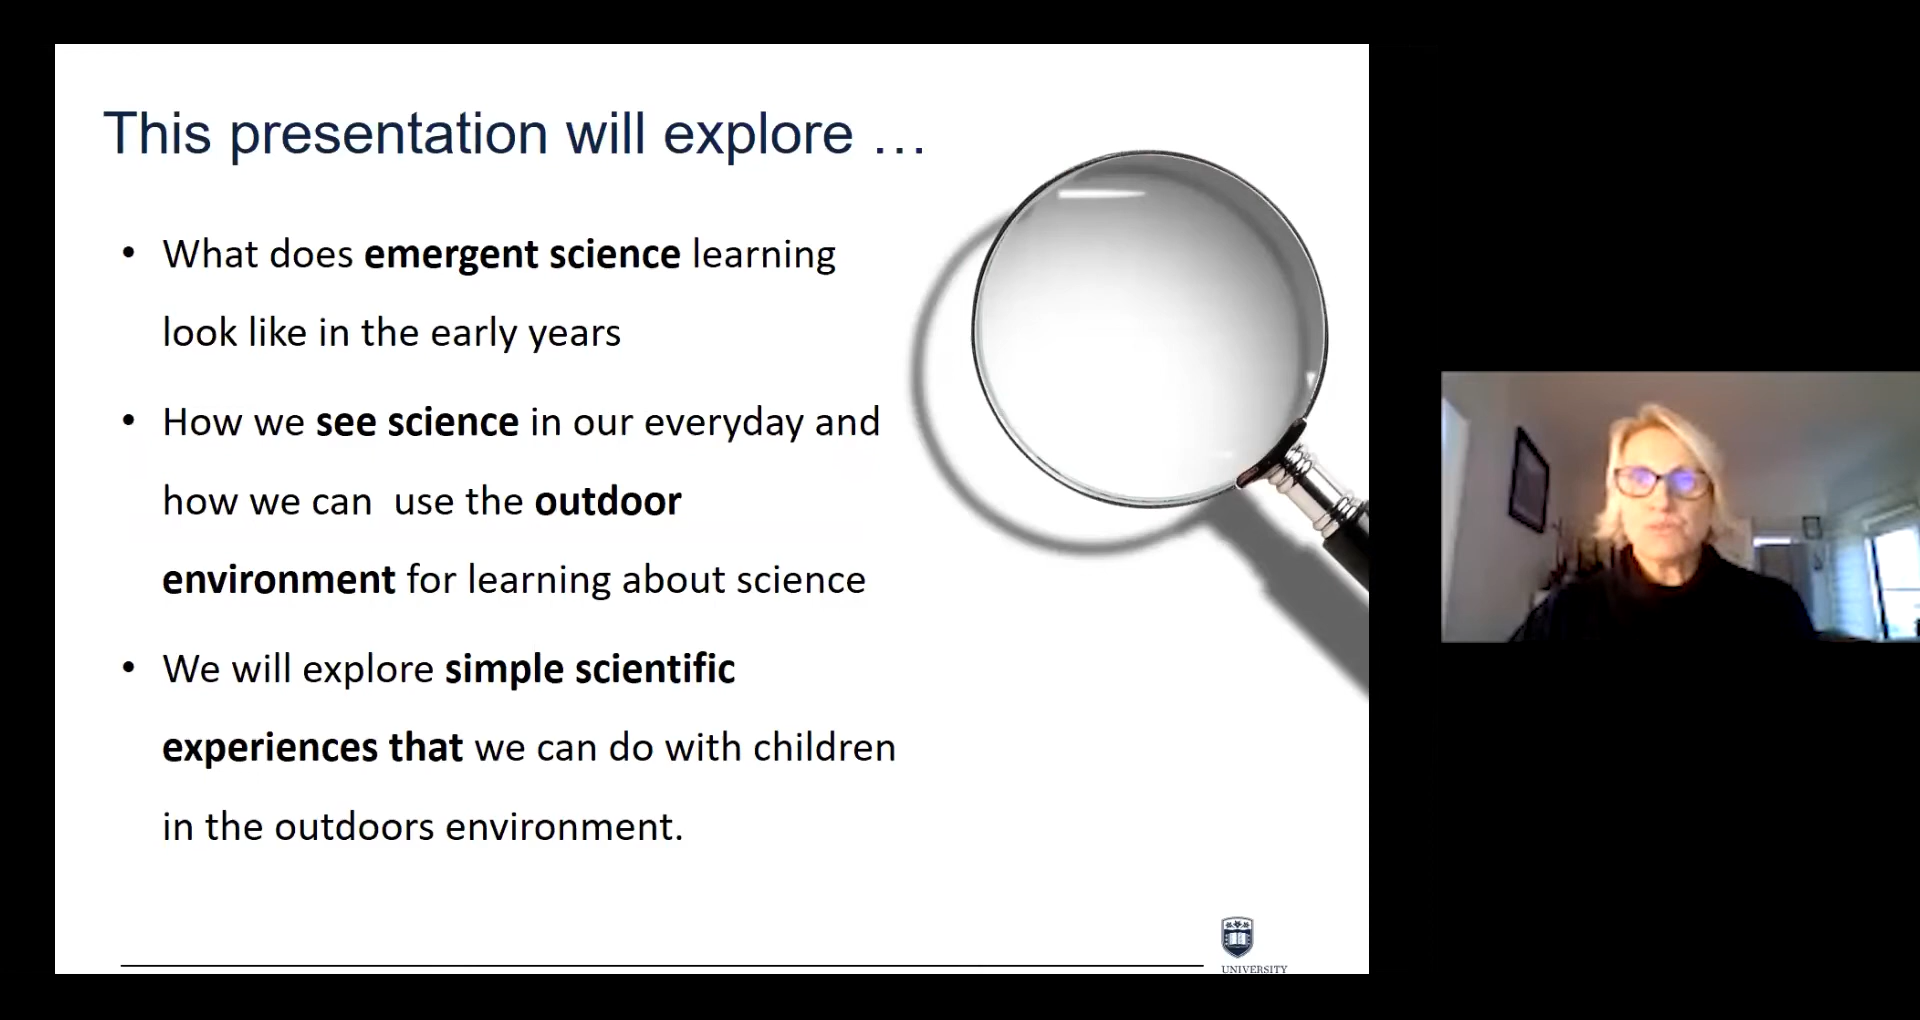 This presentation will explore …
• What does emergent science learning
look like in the early years
• How we see science in our everyday and
how we can  use the outdoor
environment for learning about science
• We will explore simple scientific
experiences that we can do with children
in the outdoors environment.
UNIVERSITY